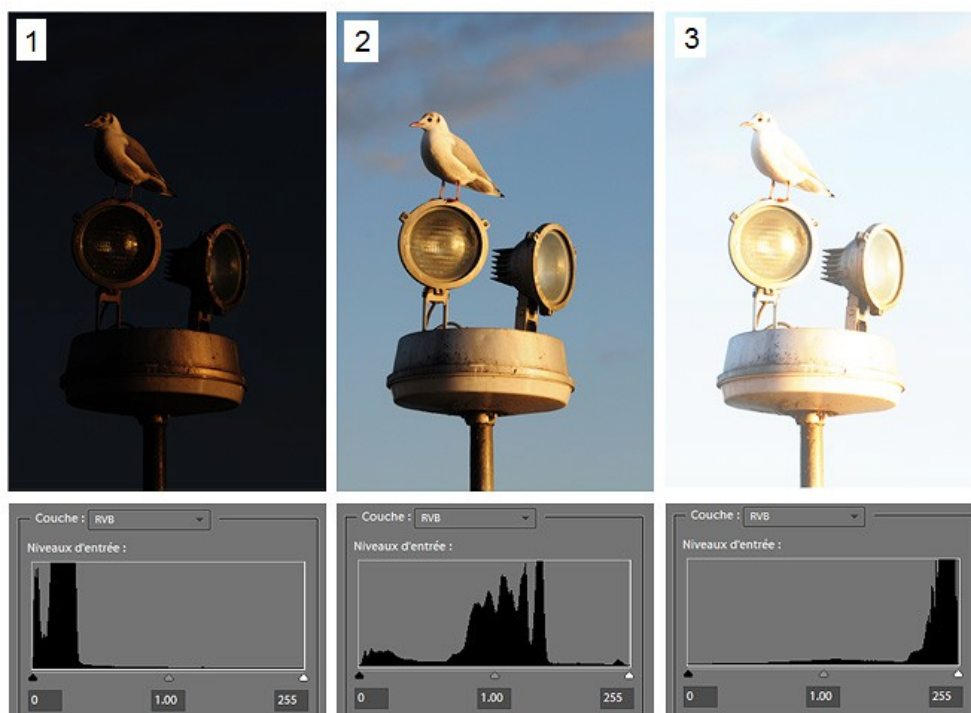 1
2
3
Couche : RVB
Niveaux d'entrée :
0 1.00 255
Couche : RVB
Niveaux d'entrée :
0 1.00 255
Couche : RVB
Niveaux d'entrée :
0 1.00 255